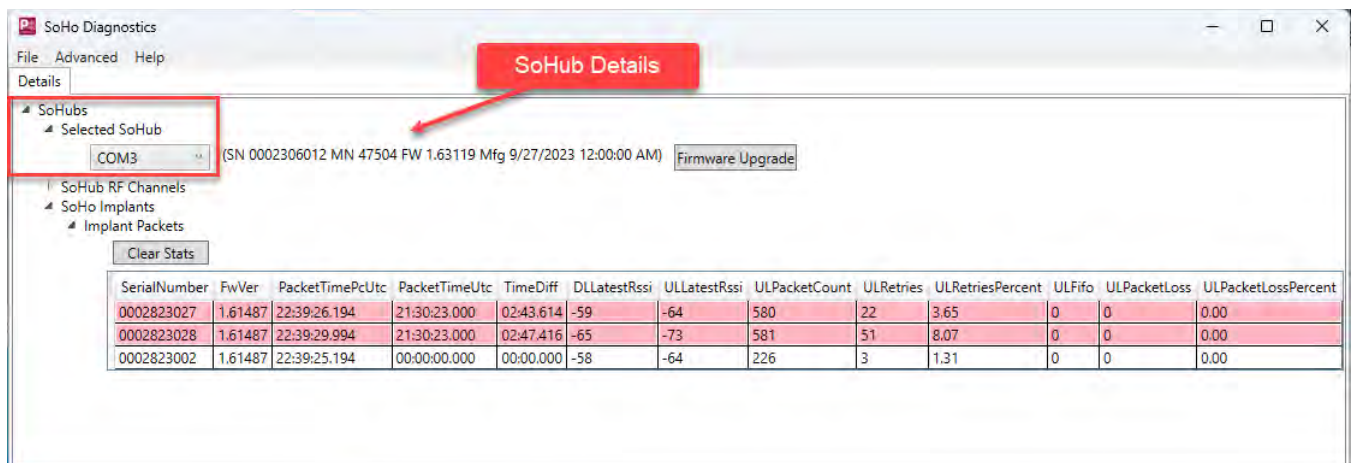 SoHo Diagnostics
File Advanced Help
SoHub Details
Details
SoHubs
Selected SoHub
COM3 (SN 0002306012 MN 47504 FW 1.63119 Mfg 9/27/2023 12:00:00 AM) Firmware Upgrade
SoHub RF Channels
SoHo Implants
Implant Packets
Clear Stats
SerialNumber FwVer PacketTimePcUtc PacketTimeUtc TimeDiff DLLatestRssi ULLatestRssi ULPacketCount ULRetries ULRetriesPercent ULFifo ULPacketLoss ULPacketLossPercent
0002823027 1.61487 22:39:26.194 21:30:23.000 02:43.614 -59 -64 580 22 3.65 0 0 0.00
0002823028 1.61487 22:39:29.994 21:30:23.000 02:47.416 -65 -73 581 51 8.07 0 0 0.00
0002823002 1.61487 22:39:25.194 00:00:00.000 00:00.000 -58 -64 226 3 1.31 0 0 0.00